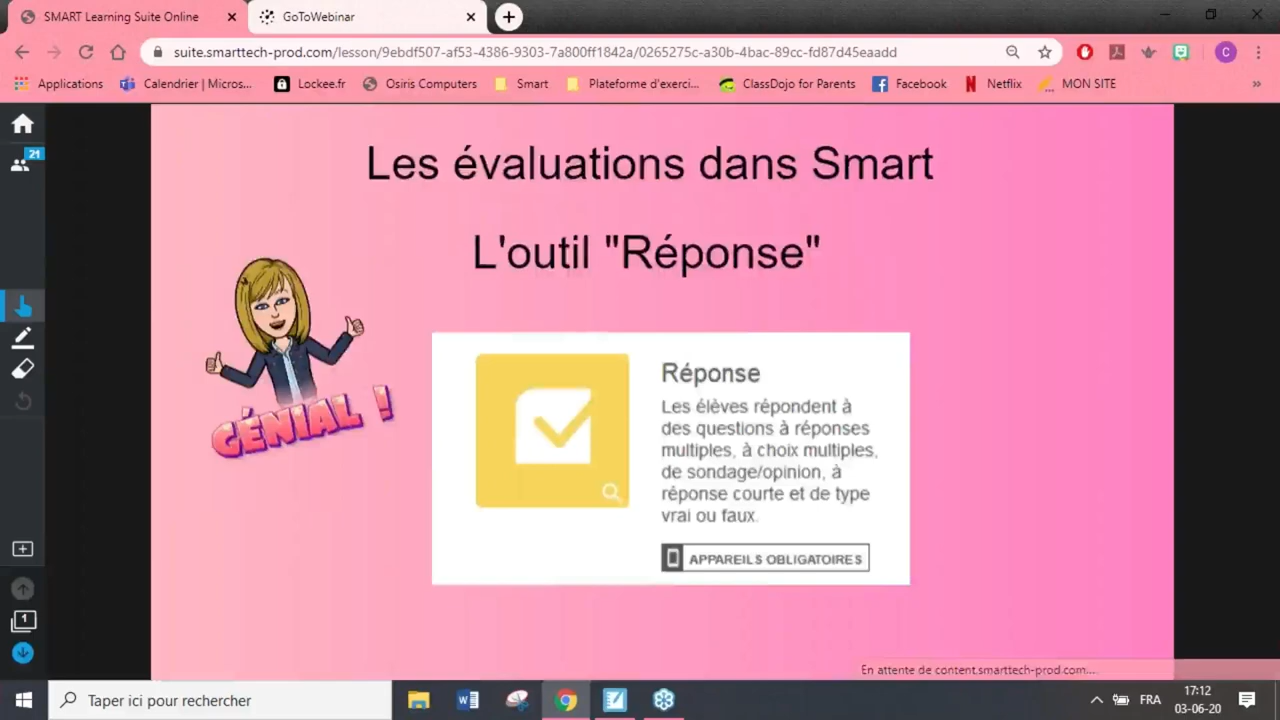 SMART Learning Suite Online
GoToWebinar
suite.smarttech-prod.com/lesson/9ebdf507-af53-4386-9303-7a800ff1842a/0265275c-a30b-4bac-89cc-fd87d45eaadd
C
Applications
Calendrier | Micros...
Lockee.fr
Osiris Computers
Smart
Plateforme d'exerci...
ClassDojo for Parents
Facebook
Netflix
MON SITE
»
21
Les évaluations dans Smart
L'outil "Réponse"
GÉNIAL !
Réponse
Les élèves répondent à
des questions à réponses
multiples, à choix multiples,
de sondage/opinion, à
réponse courte et de type
vrai ou faux.
APPAREILS OBLIGATOIRES
1
En attente de content.smarttech-prod.com...
Taper ici pour rechercher
FRA
17:12
03-06-20